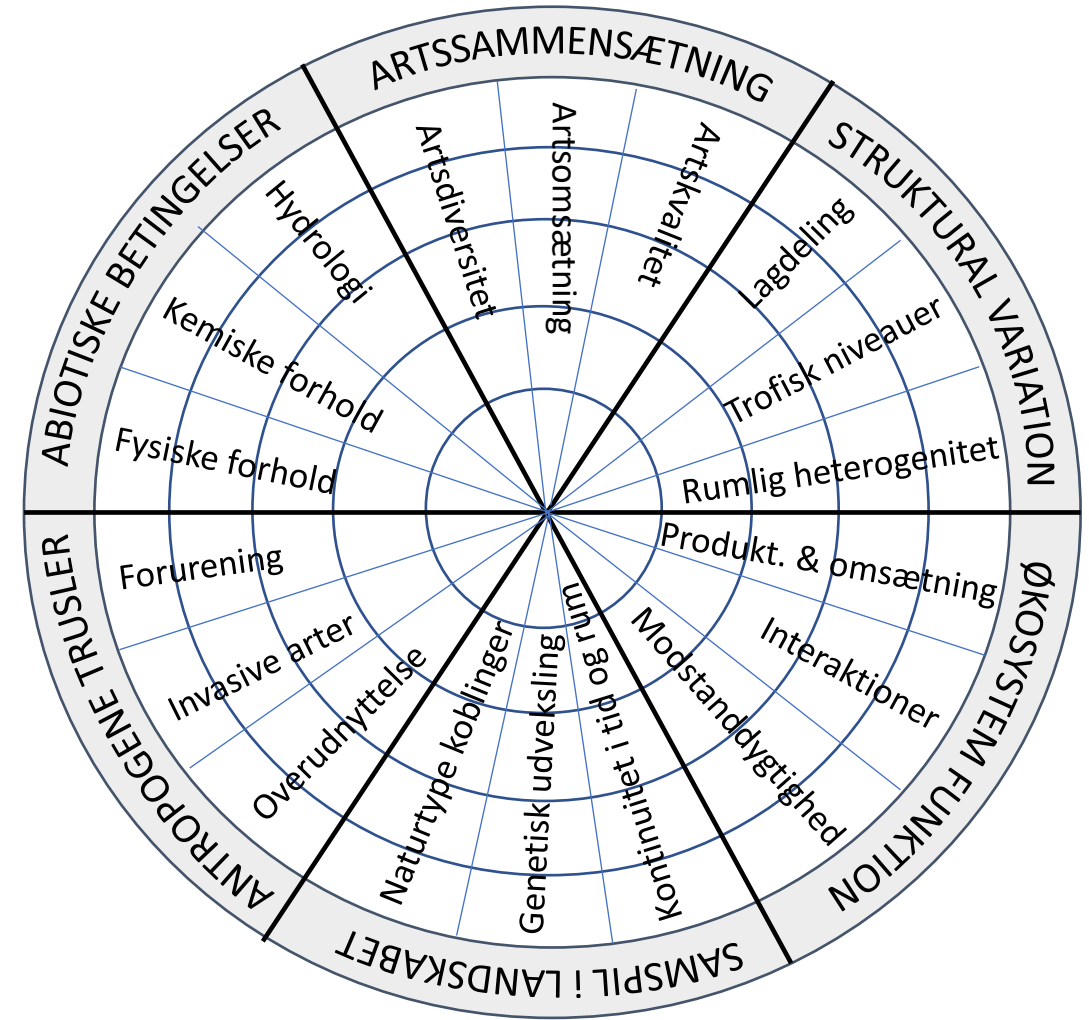 ARTSSAMMENSÆTNING
Artsdiversitet
Artsomsætning
Artskvalitet
STRUKTURAL VARIATION
Lagdeling
Trofisk niveauer
Rumlig heterogenitet
ØKOSYSTEM FUNKTION
Produkt. & omsætning
Interaktioner
Modstanddygtighed
SAMSPIL i LANDSKABET
Kontinuitet i tid og rum
Genetisk udveksling
Naturtype koblinger
ANTROPOGENE TRUSLER
Overudnyttelse
Invasive arter
Forurening
ABIOTISKE BETINGELSER
Fysiske forhold
Kemiske forhold
Hydrologi